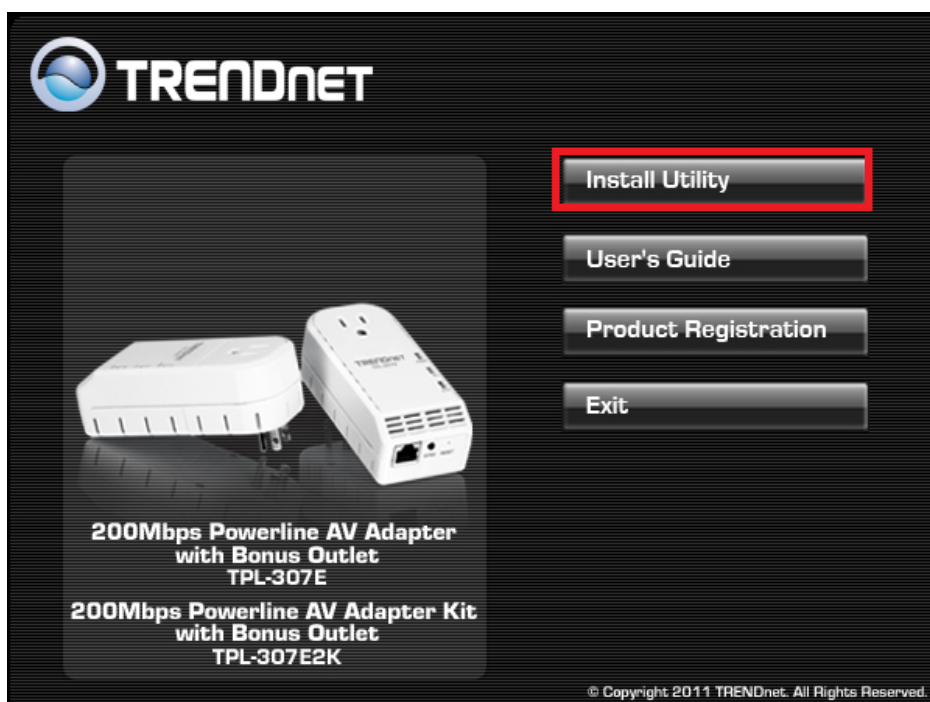 TRENDNET
Install Utility
User's Guide
Product Registration
Exit
TRENDNET
200Mbps Powerline AV Adapter
with Bonus Outlet
TPL-307E
200Mbps Powerline AV Adapter Kit
with Bonus Outlet
TPL-307E2K
© Copyright 2011 TRENDnet. All Rights Reserved.